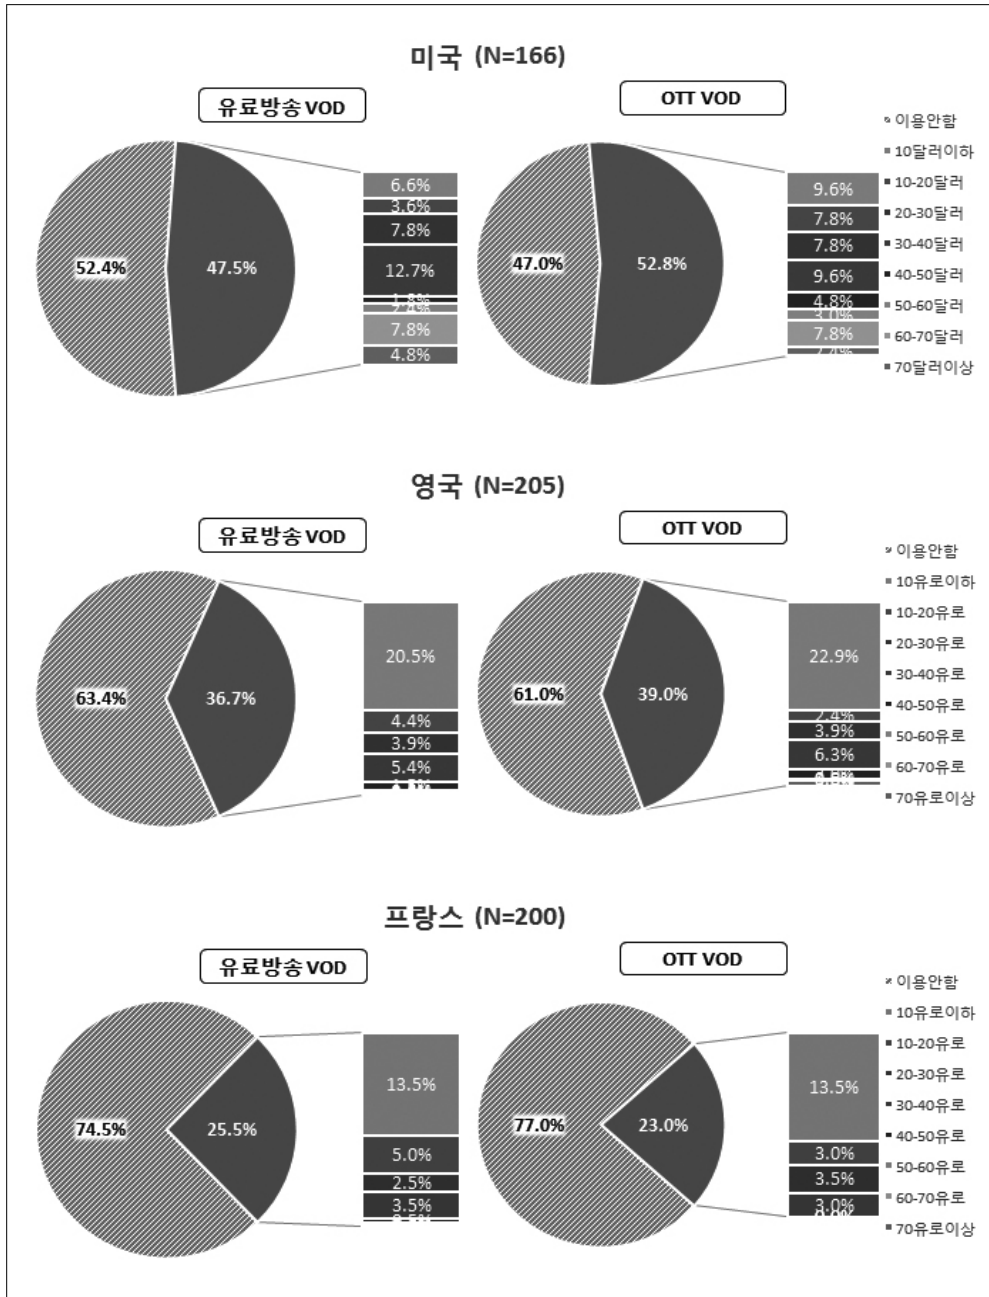 미국 (N=166)
유료방송 VOD
OTT VOD
52.4%
47.5%
6.6%
3.6%
7.8%
12.7%
1.8%
2.4%
7.8%
4.8%
47.0%
52.8%
9.6%
7.8%
7.8%
9.6%
4.8%
3.0%
7.8%
2.4%
이용안함
10달러이하
10-20달러
20-30달러
30-40달러
40-50달러
50-60달러
60-70달러
70달러이상
영국 (N=205)
유료방송 VOD
OTT VOD
63.4%
36.7%
20.5%
4.4%
3.9%
5.4%
61.0%
39.0%
22.9%
2.4%
3.9%
6.3%
이용안함
10유로이하
10-20유로
20-30유로
30-40유로
40-50유로
50-60유로
60-70유로
70유로이상
프랑스 (N=200)
유료방송 VOD
OTT VOD
74.5%
25.5%
13.5%
5.0%
2.5%
3.5%
77.0%
23.0%
13.5%
3.0%
3.5%
3.0%
이용안함
10유로이하
10-20유로
20-30유로
30-40유로
40-50유로
50-60유로
60-70유로
70유로이상